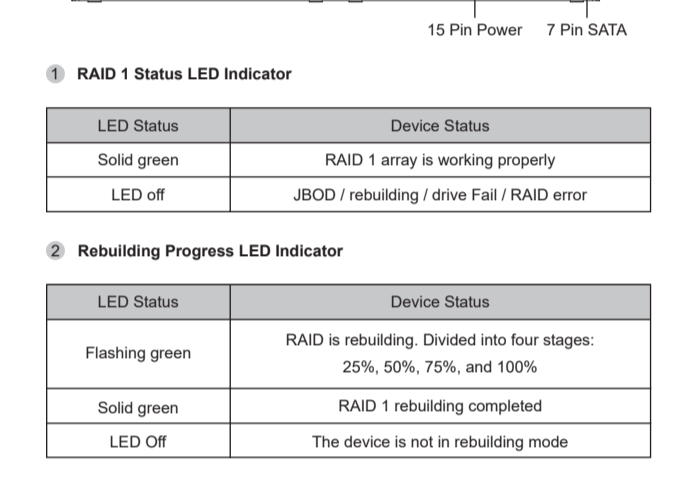 15 Pin Power 7 Pin SATA
1 RAID 1 Status LED Indicator
LED Status Device Status
Solid green RAID 1 array is working properly
LED off JBOD / rebuilding / drive Fail / RAID error
2 Rebuilding Progress LED Indicator
LED Status Device Status
Flashing green RAID is rebuilding. Divided into four stages:
25%, 50%, 75%, and 100%
Solid green RAID 1 rebuilding completed
LED Off The device is not in rebuilding mode